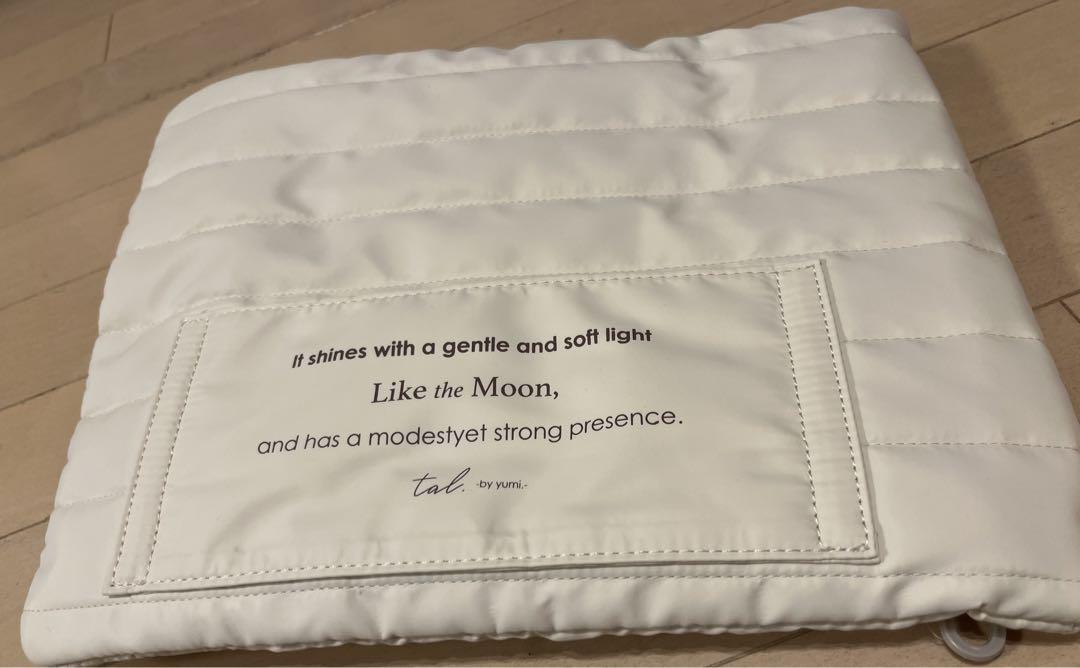 It shines with a gentle and soft light
Like the Moon,
and has a modestyet strong presence.
tal. -by yumi.-